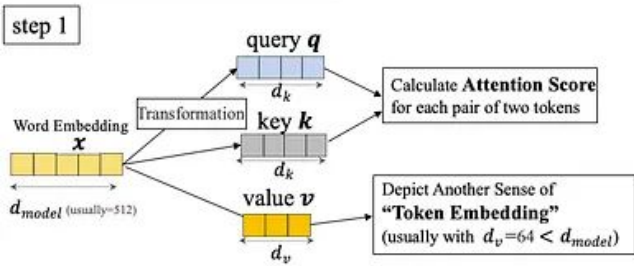 step 1
query q
d_k
Transformation
Calculate Attention Score
for each pair of two tokens
Word Embedding
x
key k
d_k
d_model (usually=512)
value v
d_v
Depict Another Sense of
“Token Embedding”
(usually with d_v=64 < d_model)